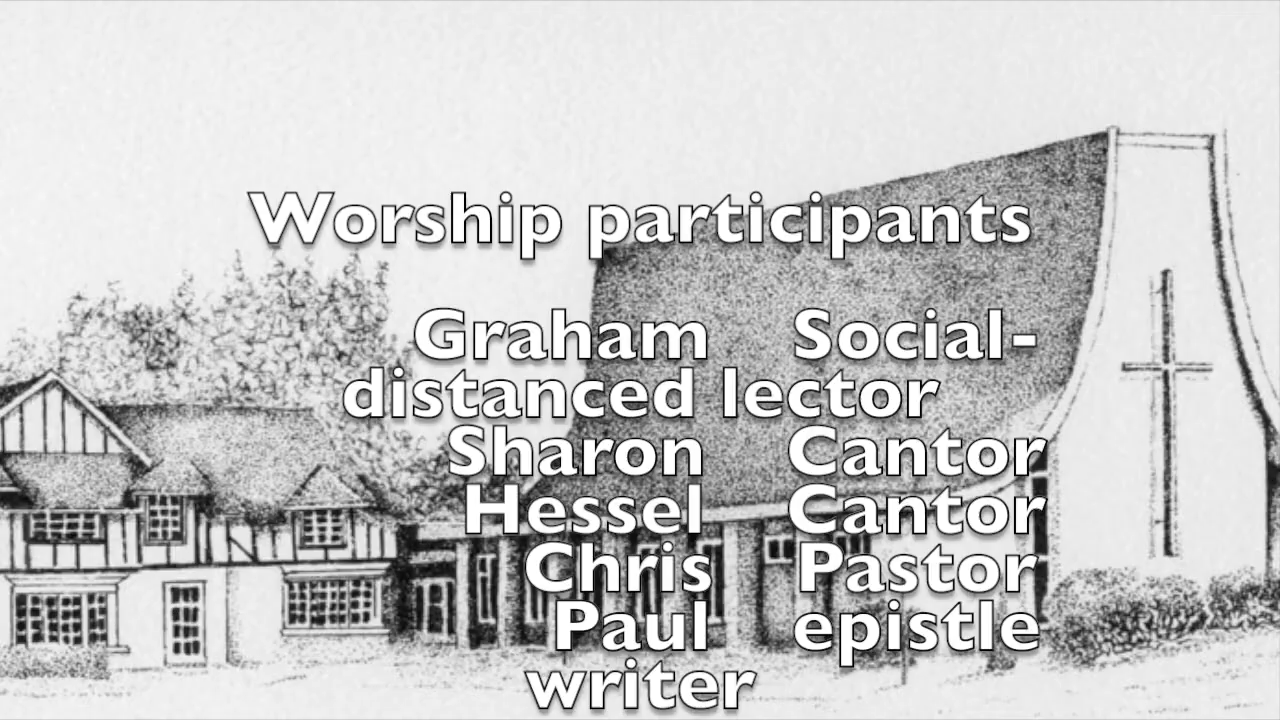 Worship participants
Graham Social-
distanced lector
Sharon Cantor
Hessel Cantor
Chris Pastor
Paul epistle
writer